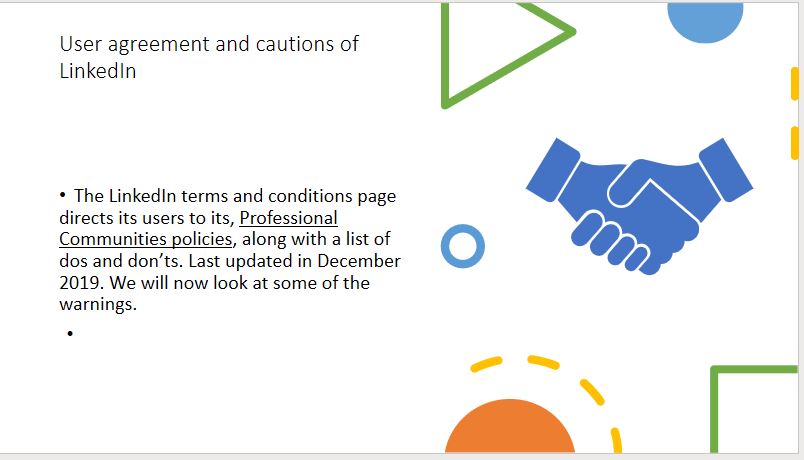 User agreement and cautions of
LinkedIn
• The LinkedIn terms and conditions page
directs its users to its, Professional
Communities policies, along with a list of
dos and don’ts. Last updated in December
2019. We will now look at some of the
warnings.
•